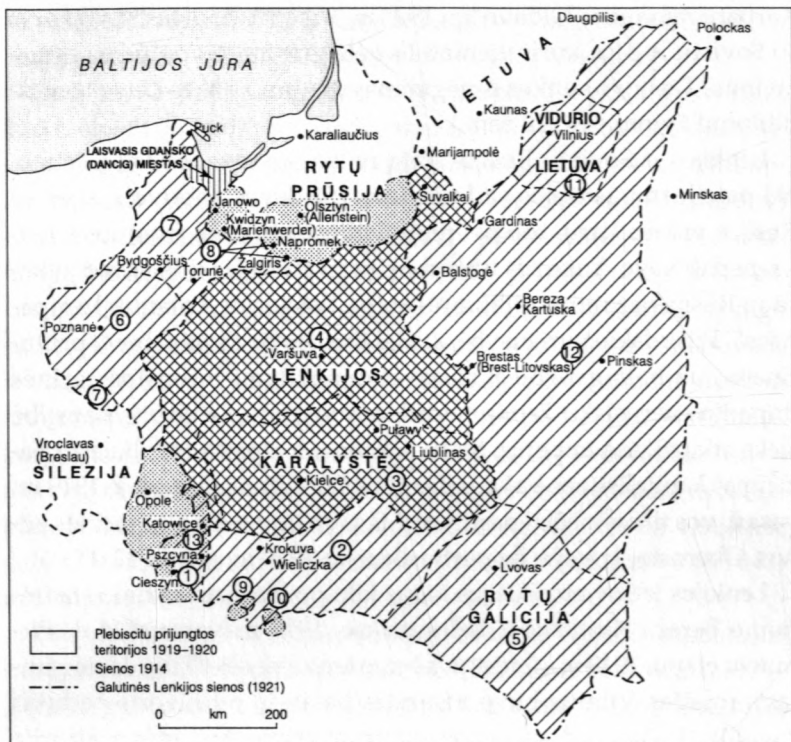 Daugpilis
Polockas
BALTIJOS JŪRA
LIETUVA
Kaunas
VIDURIO
Vilnius
LIETUVA
11
Puck
Karaliaučius
LAISVASIS GDANSKO
(DANCIG) MIESTAS
Marijampolė
RYTŲ
PRŪSIJA
Minskas
Suvalkai
Janowo
Olsztyn
(Allenstein)
Kwidzyn
(Marienwerder)
Gardinas
7
8
Napromek
Bydgoščius
Žalgiris
Torunė
Balstogė
Bereza
Kartuska
6
Poznanė
4
Varšuva
LENKIJOS
Brestas
(Brest-Litovskas)
12
Pinskas
7
Vroclavas
(Breslau)
Puławy
Liublinas
SILEZIJA
KARALYSTĖ
Kielce
3
Opole
Katowice
13
Pszcyna
Krokuva
2
Wieliczka
1
Cieszyn
9
10
Lvovas
RYTŲ
GALICIJA
5
Plebiscitų prijungtos
teritorijos 1919–1920
Sienos 1914
Galutinės Lenkijos sienos (1921)
0 km 200